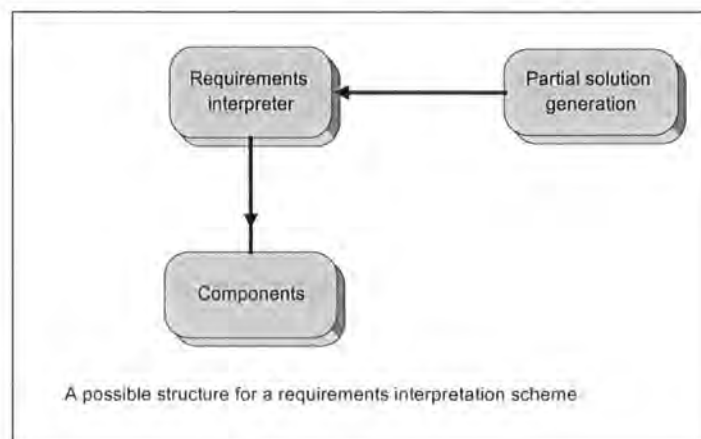 Requirements
interpreter
Partial solution
generation
Components
A possible structure for a requirements interpretation scheme